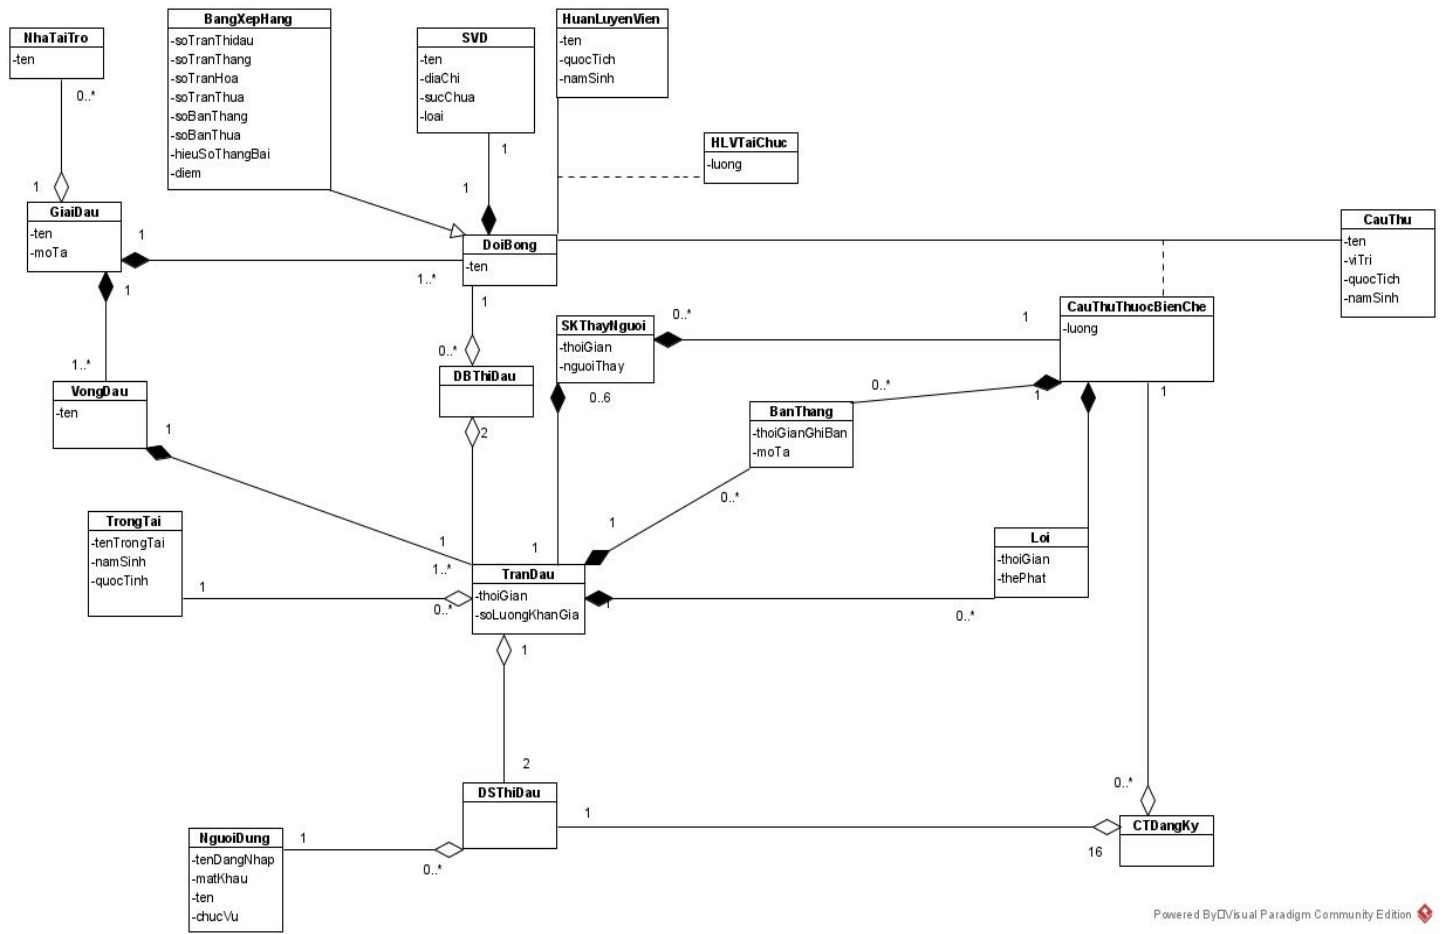 NhaTaiTro
-ten
0..*
1
BangXepHang
-soTranThidau
-soTranThang
-soTranHoa
-soTranThua
-soBanThang
-soBanThua
-hieuSoThangBai
-diem
SVD
-ten
-diaChi
-sucChua
-loai
1
1
HuanLuyenVien
-ten
-quocTich
-namSinh
HLVTaiChuc
-luong
GiaiDau
-ten
-moTa
1
1
1..*
DoiBong
-ten
1
0..*
CauThu
-ten
-viTri
-quocTich
-namSinh
CauThuThuocBienChe
-luong
SKThayNguoi
-thoiGian
-nguoiThay
0..*
1
0..6
1
DBThiDau
2
1..*
VongDau
-ten
1
1
BanThang
-thoiGianGhiBan
-moTa
0..*
1
1
0..*
1
TrongTai
-tenTrongTai
-namSinh
-quocTinh
1
0..*
1..*
TranDau
-thoiGian
-soLuongKhanGia
1
0..*
Loi
-thoiGian
-thePhat
1
2
DSThiDau
1
16
0..*
CTDangKy
NguoiDung
-tenDangNhap
-matKhau
-ten
-chucVu
1
0..*
Powered By Visual Paradigm Community Edition